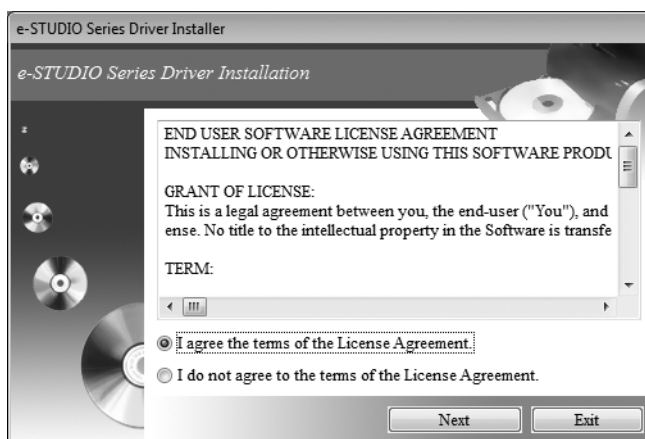 e-STUDIO Series Driver Installer
e-STUDIO Series Driver Installation
END USER SOFTWARE LICENSE AGREEMENT
INSTALLING OR OTHERWISE USING THIS SOFTWARE PRODU
GRANT OF LICENSE:
This is a legal agreement between you, the end-user ("You"), and
ense. No title to the intellectual property in the Software is transfe
TERM:
I agree the terms of the License Agreement.
I do not agree to the terms of the License Agreement.
Next Exit